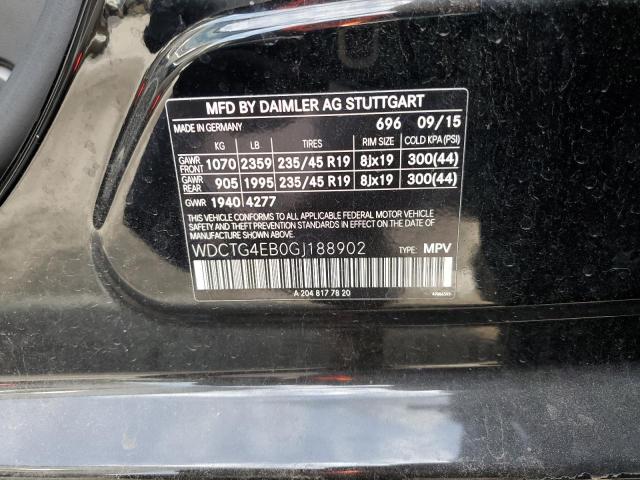 MFD BY DAIMLER AG STUTTGART
MADE IN GERMANY 696 09/15
KG LB TIRES RIM SIZE COLD KPA (PSI)
GAWR FRONT 1070 2359 235/45 R19 8Jx19 300(44)
GAWR REAR 905 1995 235/45 R19 8Jx19 300(44)
GVWR 1940 4277
THIS VEHICLE CONFORMS TO ALL APPLICABLE FEDERAL MOTOR VEHICLE
SAFETY, BUMPER, AND THEFT PREVENTION STANDARDS IN EFFECT
ON THE DATE OF MANUFACTURE SHOWN ABOVE.
WDCTG4EB0GJ188902 TYPE: MPV
A 204 817 78 20